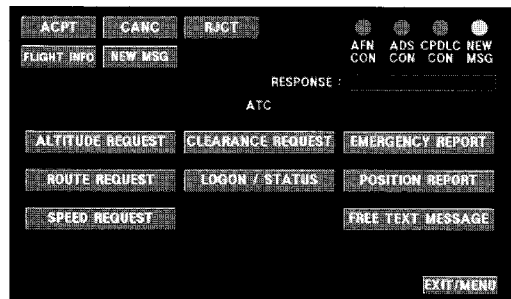 ACPT CANC RJCT
FLIGHT INFO NEW MSG
AFN CON ADS CON CPDLC CON NEW MSG
RESPONSE :
ATC
ALTITUDE REQUEST CLEARANCE REQUEST EMERGENCY REPORT
ROUTE REQUEST LOGON / STATUS POSITION REPORT
SPEED REQUEST FREE TEXT MESSAGE
EXIT/MENU